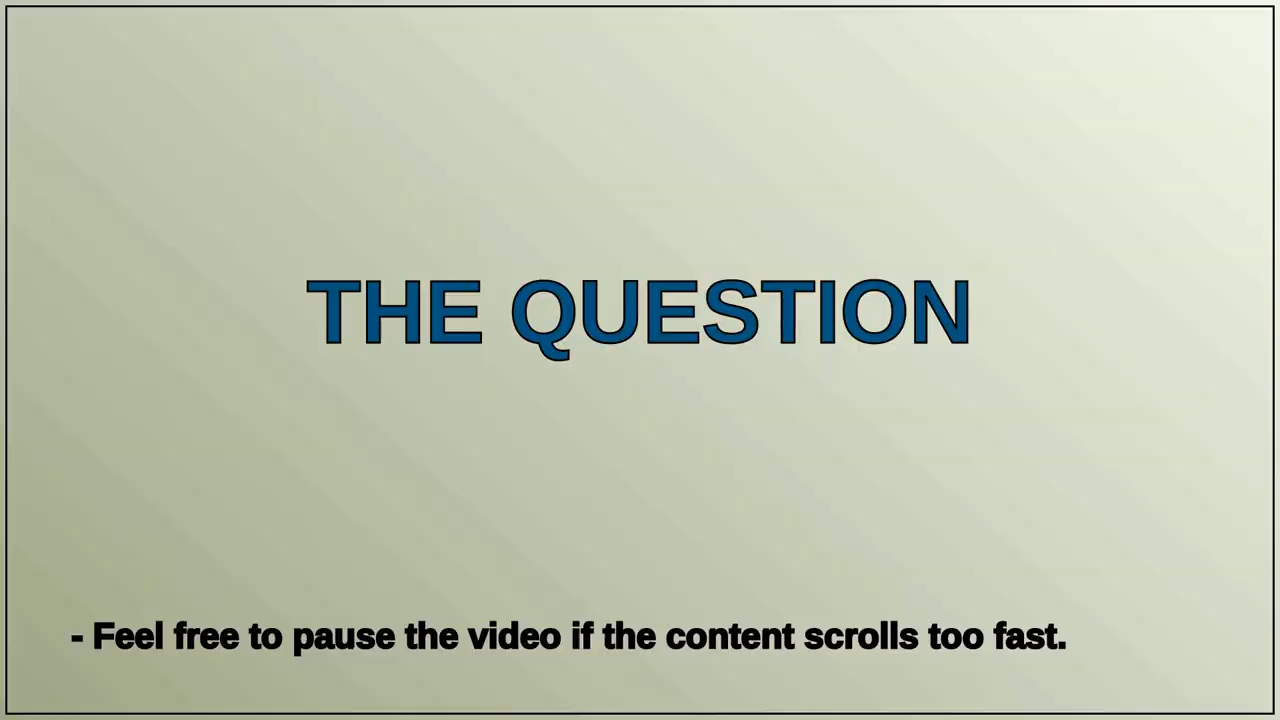 THE QUESTION
- Feel free to pause the video if the content scrolls too fast.